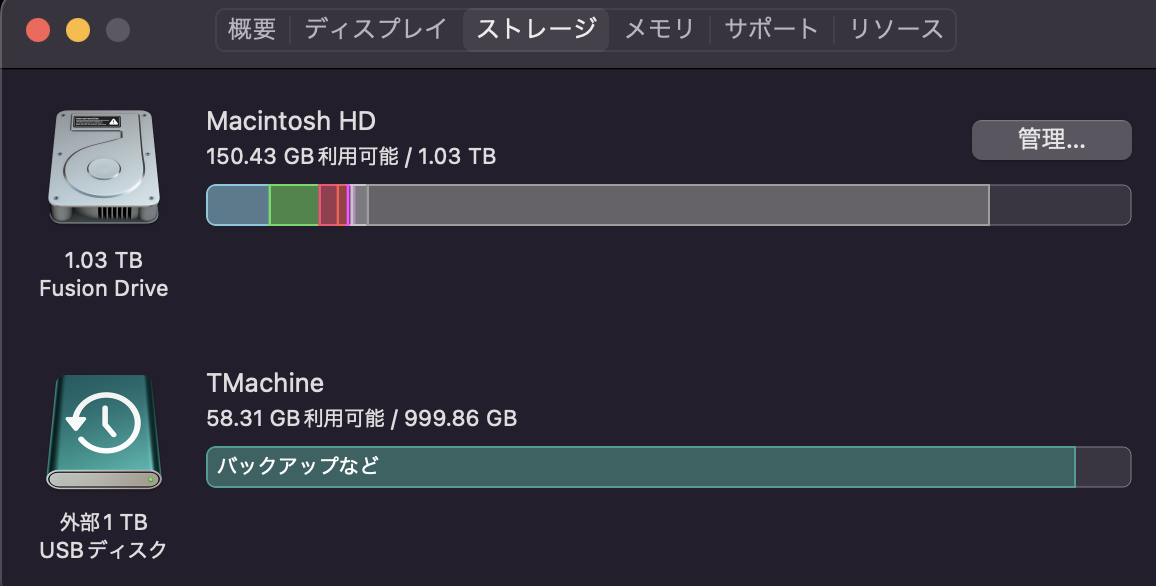 概要 ディスプレイ ストレージ メモリ サポート リソース
Macintosh HD
150.43 GB利用可能 / 1.03 TB
管理...
1.03 TB
Fusion Drive
TMachine
58.31 GB利用可能 / 999.86 GB
バックアップなど
外部1 TB
USBディスク